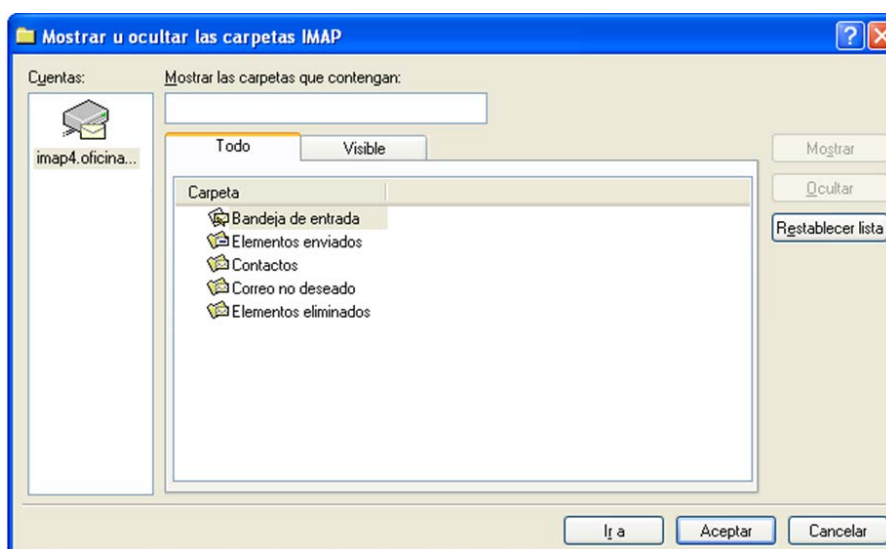 Mostrar u ocultar las carpetas IMAP
Cuentas:
Mostrar las carpetas que contengan:
imap4.oficina...
Todo
Visible
Carpeta
Bandeja de entrada
Elementos enviados
Contactos
Correo no deseado
Elementos eliminados
Mostrar
Ocultar
Restablecer lista
Ir a
Aceptar
Cancelar